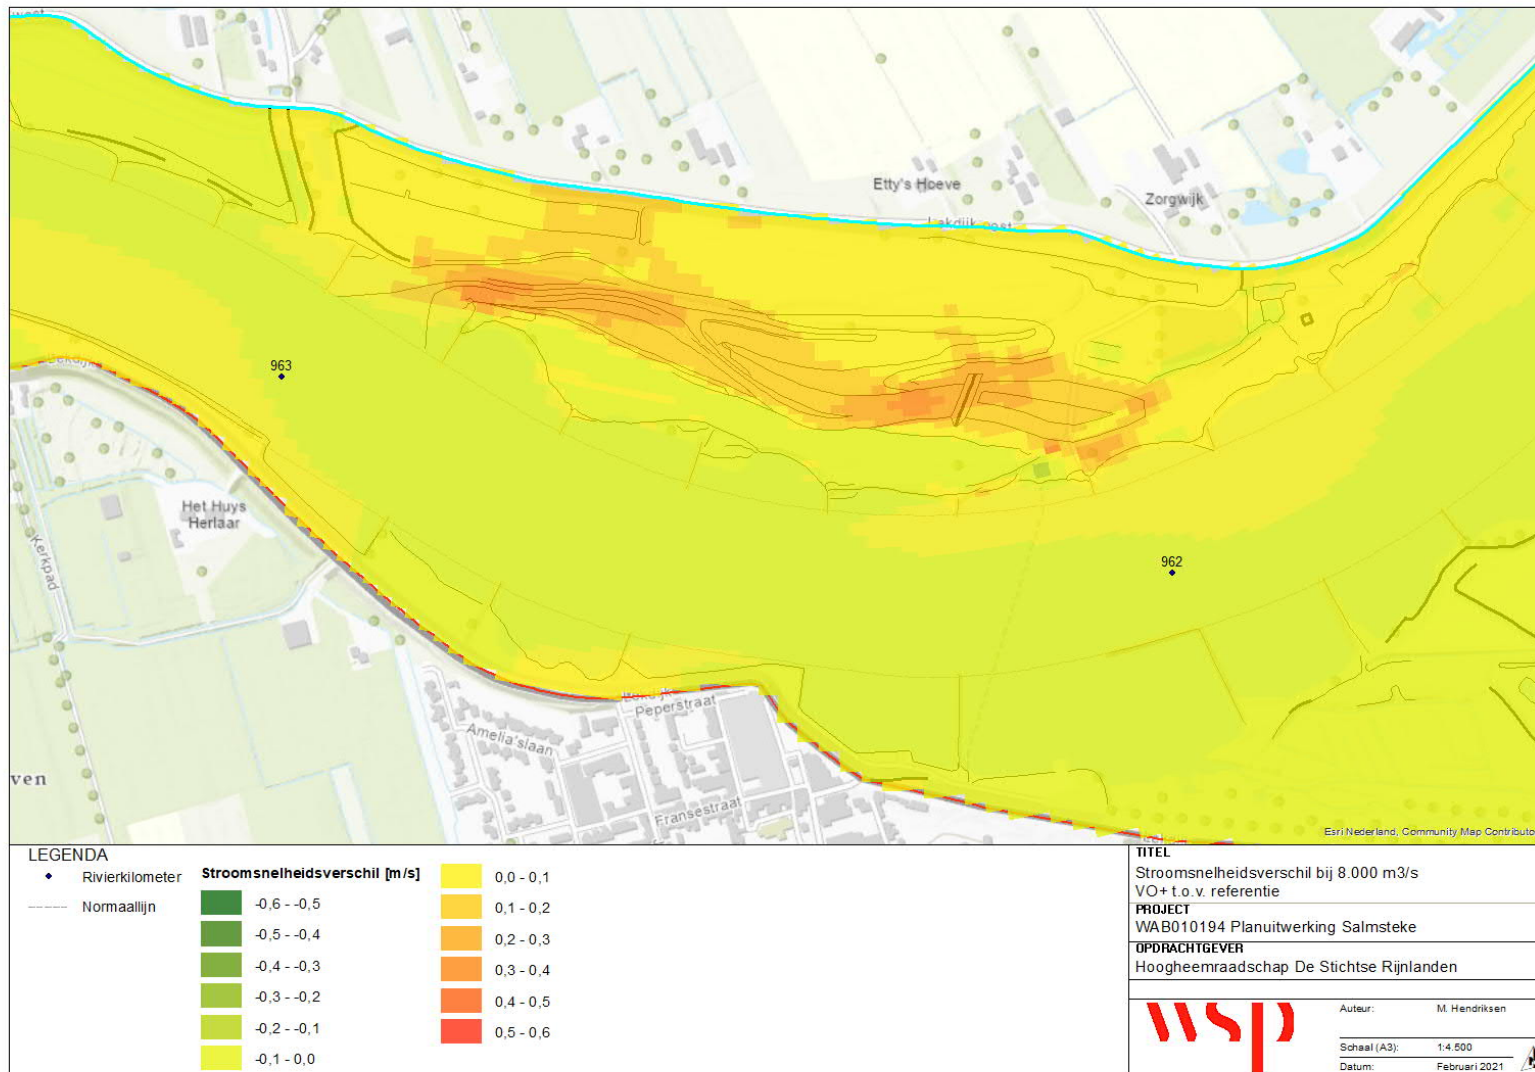 Etty's Hoeve
Zorgwijk
Lekdijk oost
963
Lekdijk
Het Huys
Herlaar
Kerkpad
962
Lekdijk
Peperstraat
Amelia'slaan
ven
Fransestraat
Esri Nederland, Community Map Contributo
LEGENDA
Rivierkilometer
Normaallijn
Stroomsnelheidsverschil [m/s]
-0,6 - -0,5
-0,5 - -0,4
-0,4 - -0,3
-0,3 - -0,2
-0,2 - -0,1
-0,1 - 0,0
0,0 - 0,1
0,1 - 0,2
0,2 - 0,3
0,3 - 0,4
0,4 - 0,5
0,5 - 0,6
TITEL
Stroomsnelheidsverschil bij 8.000 m3/s
VO+ t.o.v. referentie
PROJECT
WAB010194 Planuitwerking Salmsteke
OPDRACHTGEVER
Hoogheemraadschap De Stichtse Rijnlanden
wsp
Auteur: M. Hendriksen
Schaal (A3): 1:4.500
Datum: Februari 2021